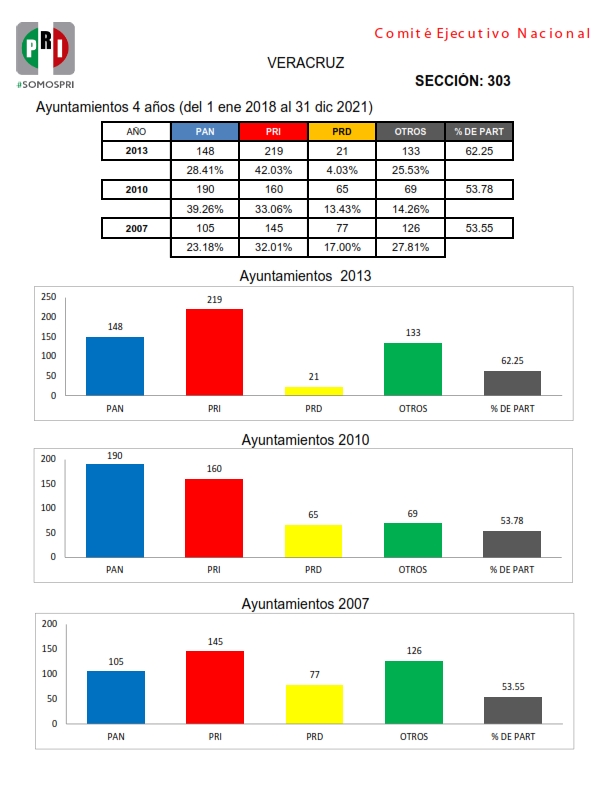 Comité Ejecutivo Nacional
PRI
#SOMOSPRI
VERACRUZ
SECCIÓN: 303
Ayuntamientos 4 años (del 1 ene 2018 al 31 dic 2021)
AÑO PAN PRI PRD OTROS % DE PART
2013 148 219 21 133 62.25
28.41% 42.03% 4.03% 25.53%
2010 190 160 65 69 53.78
39.26% 33.06% 13.43% 14.26%
2007 105 145 77 126 53.55
23.18% 32.01% 17.00% 27.81%
Ayuntamientos 2013
250
200
150
100
50
0
148
219
21
133
62.25
PAN PRI PRD OTROS % DE PART
Ayuntamientos 2010
200
150
100
50
0
190
160
65
69
53.78
PAN PRI PRD OTROS % DE PART
Ayuntamientos 2007
200
150
100
50
0
105
145
77
126
53.55
PAN PRI PRD OTROS % DE PART